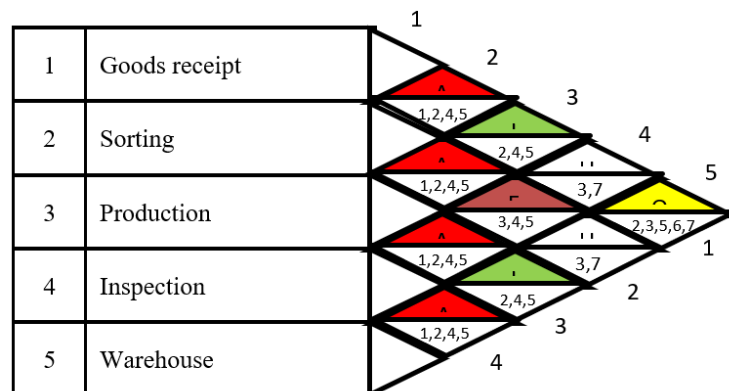 1
1 Goods receipt 2
1,2,4,5 3
2 Sorting 2,4,5 4
1,2,4,5 3,7 5
3 Production 3,4,5 2,3,5,6,7
1,2,4,5 3,7 1
4 Inspection 2,4,5 2
1,2,4,5 3
5 Warehouse 4